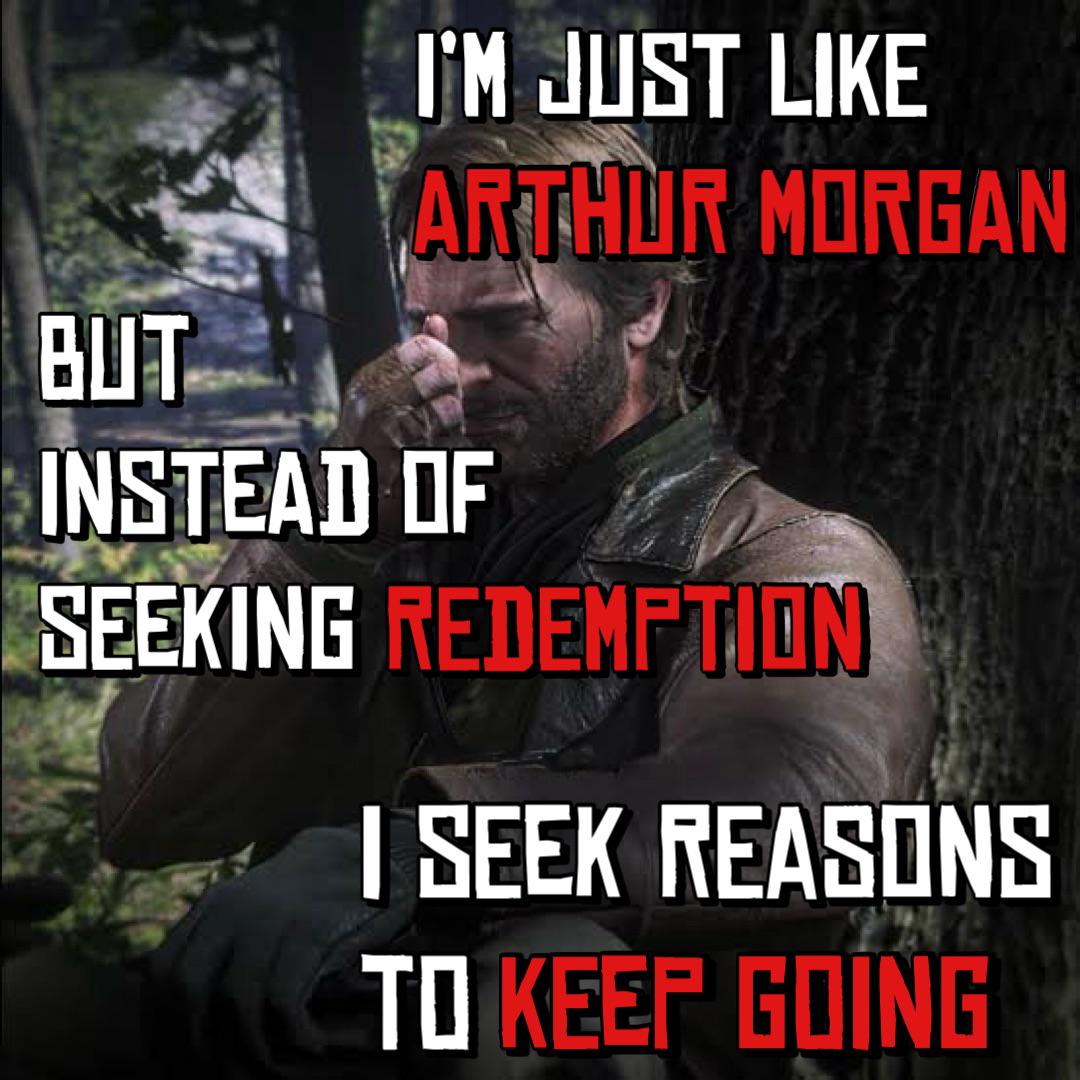 I'M JUST LIKE
ARTHUR MORGAN
BUT
INSTEAD OF
SEEKING REDEMPTION
I SEEK REASONS
TO KEEP GOING